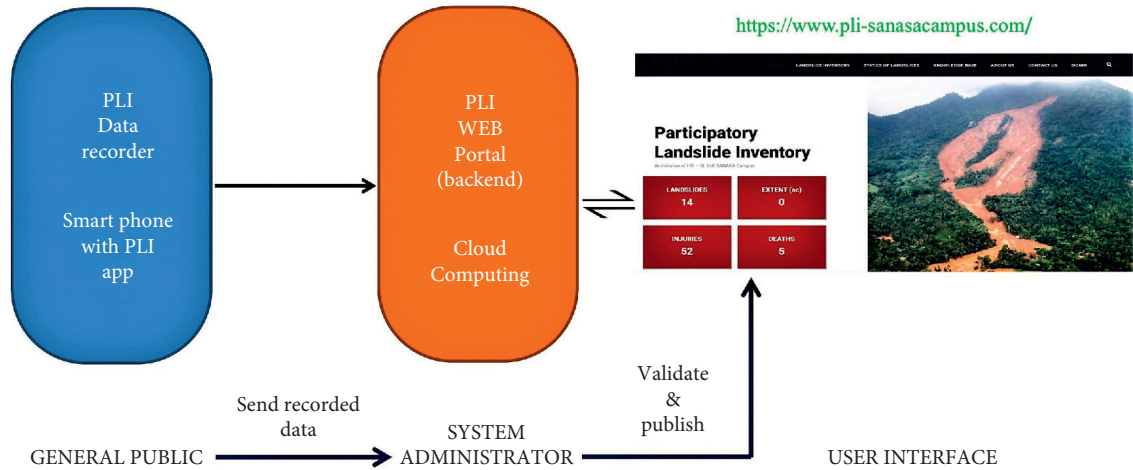 https://www.pli-sanasacampus.com/
PLI
Data
recorder
Smart phone
with PLI
app
PLI
WEB
Portal
(backend)
Cloud
Computing
LANDSLIDE INVENTORY STATICS OF LANDSLIDES KNOWLEDGE BASE ABOUT US CONTACT US SIGNIN
Participatory
Landslide Inventory
LANDSLIDES
14
EXTENT (ac)
0
INJURIES
52
DEATHS
5
Send recorded
data
Validate
&
publish
GENERAL PUBLIC
SYSTEM
ADMINISTRATOR
USER INTERFACE